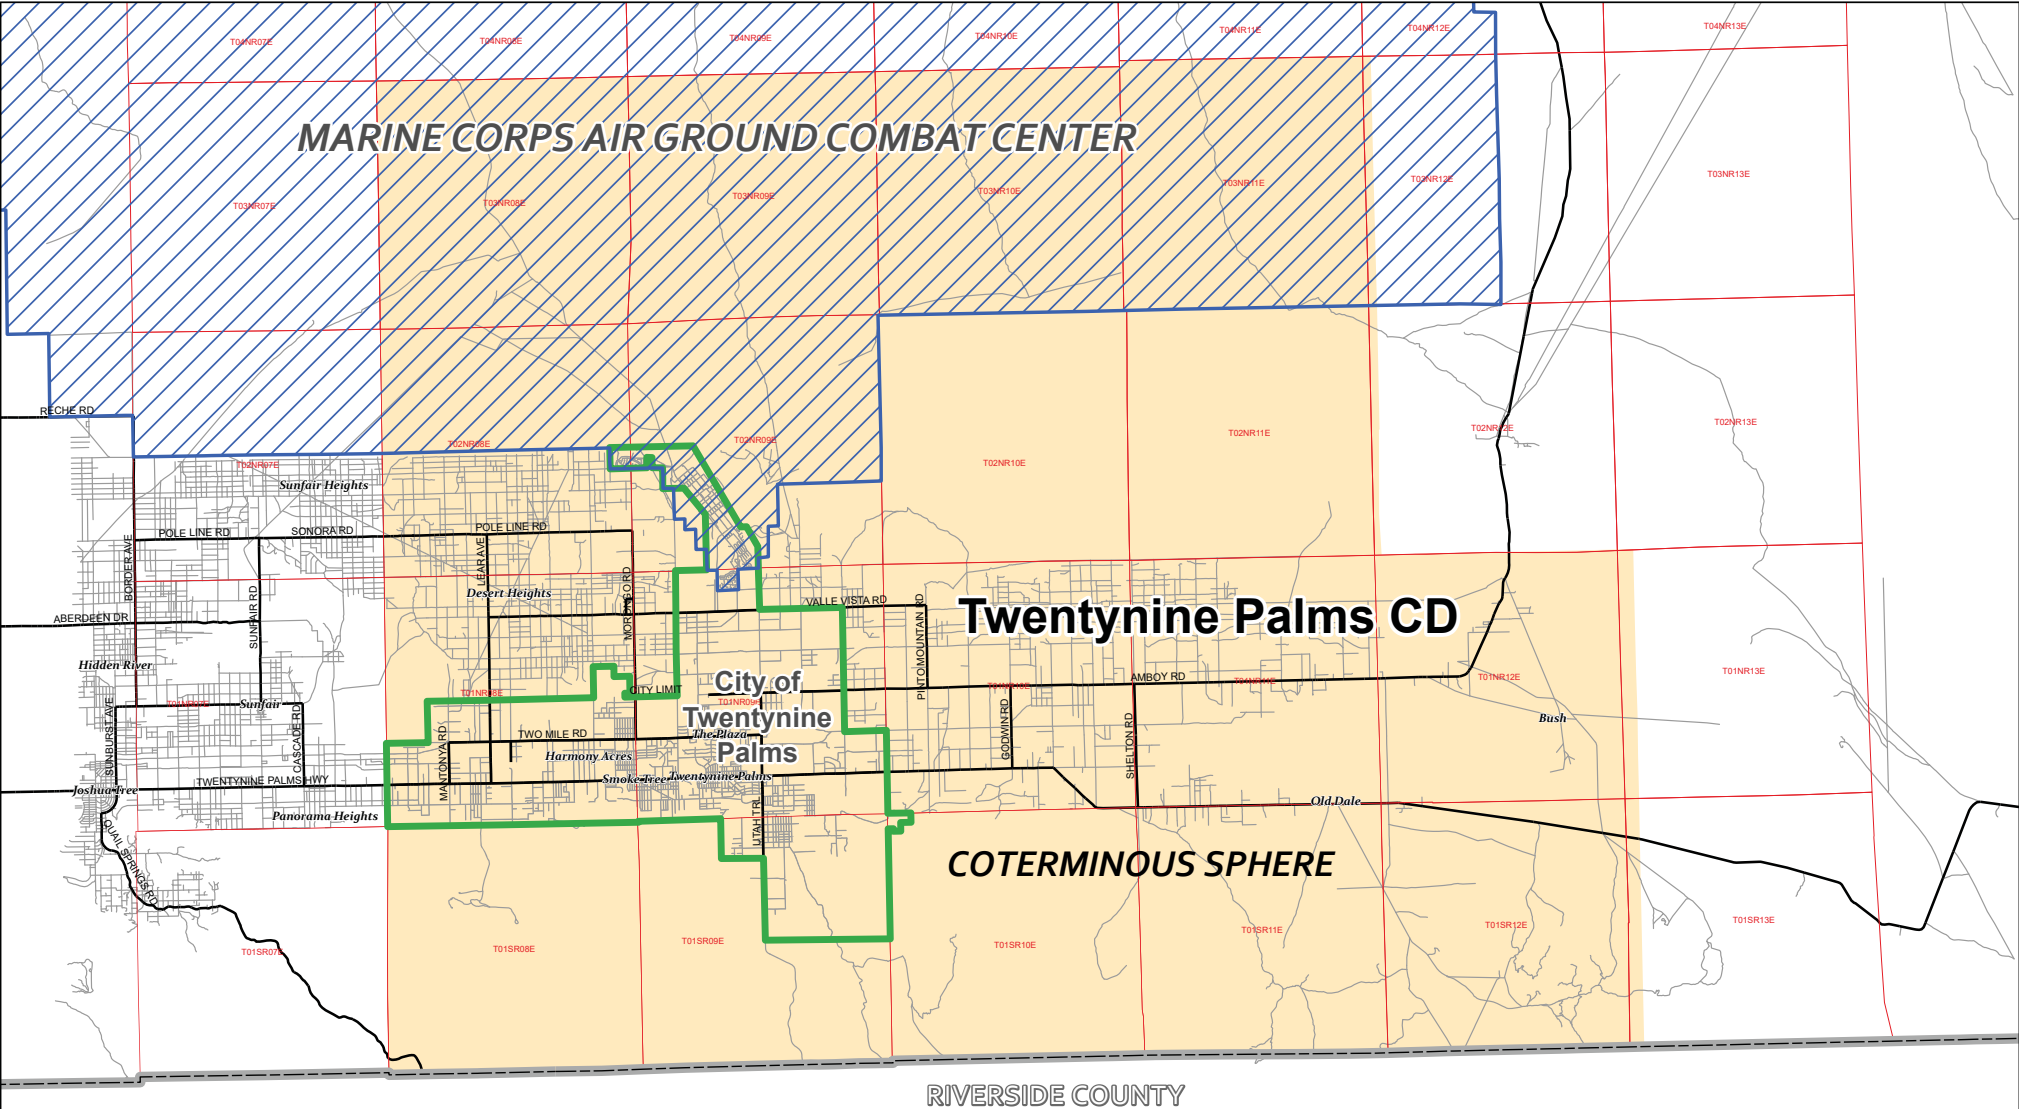 T04NR07E
T04NR08E
T04NR09E
T04NR10E
T04NR11E
T04NR12E
T04NR13E
MARINE CORPS AIR GROUND COMBAT CENTER
T03NR07E
T03NR08E
T03NR09E
T03NR10E
T03NR11E
T03NR12E
T03NR13E
RECHE RD
T02NR07E
T02NR08E
T02NR09E
T02NR10E
T02NR11E
T02NR12E
T02NR13E
Sunfair Heights
POLE LINE RD
SONORA RD
POLE LINE RD
BORDER AVE
LEAR AVE
SUNFAIR RD
MORONGO RD
Desert Heights
VALLE VISTA RD
PINTO MOUNTAIN RD
Twentynine Palms CD
ABERDEEN DR
Hidden River
CITY LIMIT
City of
Twentynine
Palms
T01NR07E
T01NR08E
T01NR09E
T01NR10E
T01NR11E
T01NR12E
T01NR13E
AMBOY RD
Sunfair
SUNBURST AVE
CASCADE RD
MANTONYA RD
TWO MILE RD
The Plaza
Harmony Acres
GODWIN RD
SHELTON RD
Bush
TWENTYNINE PALMS HWY
Smoke Tree
Twentynine Palms
Joshua Tree
Panorama Heights
UTAH TRL
Old Dale
QUAIL SPRINGS RD
COTERMINOUS SPHERE
T01SR07E
T01SR08E
T01SR09E
T01SR10E
T01SR11E
T01SR12E
T01SR13E
RIVERSIDE COUNTY